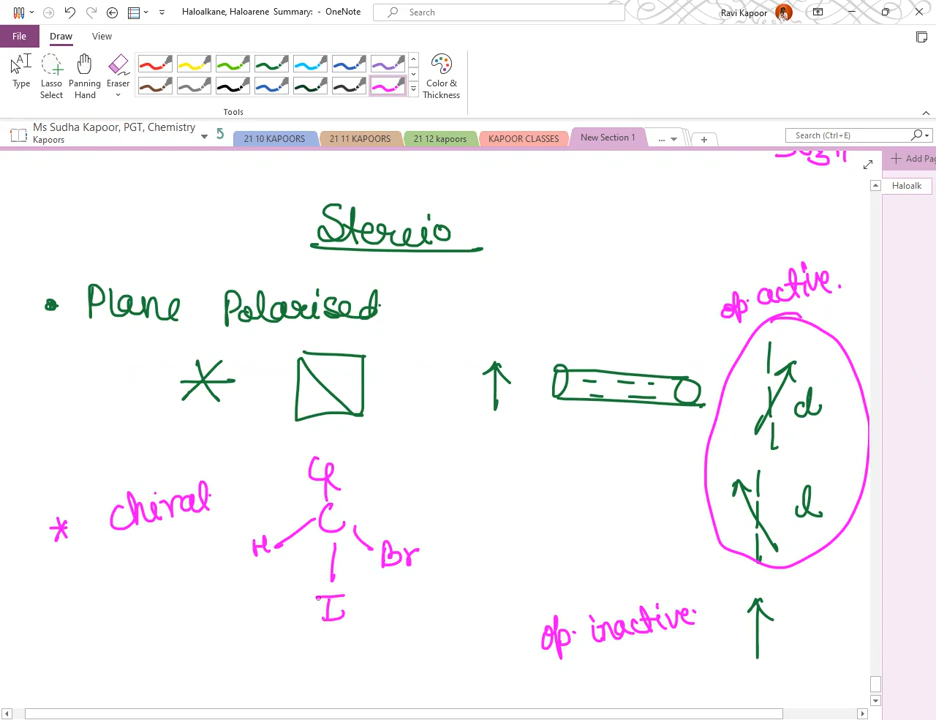 Haloalkane, Haloarene Summary: - OneNote
Search
Ravi Kapoor
File
Draw
View
Type
Lasso Select
Panning Hand
Eraser
Color & Thickness
Tools
Ms Sudha Kapoor, PGT, Chemistry
Kapoors
5
21 10 KAPOORS
21 11 KAPOORS
21 12 kapoors
KAPOOR CLASSES
New Section 1
...
Search (Ctrl+E)
Add Pag
Haloalk
Stereio
• Plane Polarised
op. active.
d
* chiral
Cl
C
H
Br
I
l
op. inactive.